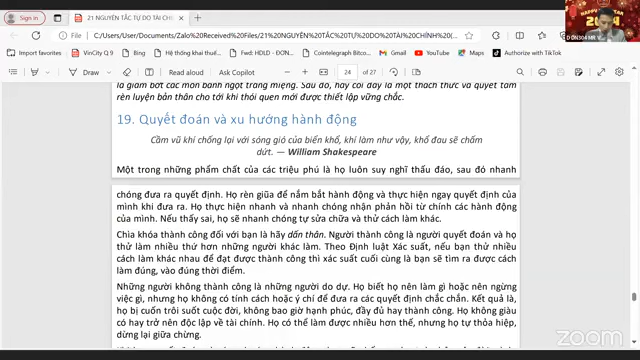 Sign in
21 NGUYÊN TẮC TỰ DO TÀI CHÍ
C:/Users/User/Documents/Zalo Received Files/21%20NGUYÊN%20TẮC%20TỰ%20DO%20TÀI%20CHÍNH%20(...
Import favorites
VinCity Q 9
Bing
Hệ thống khai thuế...
Creative Cloud
FWD: HDLD - ĐƠN...
Cointelegraph Bitcoi...
Gmail
YouTube
Maps
Authorize with TikTok
Draw
Read aloud
Ask Copilot
24
of 27
là giảm bớt các món bánh ngọt tráng miệng. Sau đó, hãy coi đây là một thách thức và quyết tâm
rèn luyện bản thân cho tới khi thói quen mới được thiết lập vững chắc.
19. Quyết đoán và xu hướng hành động
Cầm vũ khí chống lại với sóng gió của biển khổ, khi làm như vậy, khổ đau sẽ chấm
dứt. — William Shakespeare
Một trong những phẩm chất của các triệu phú là họ luôn suy nghĩ thấu đáo, sau đó nhanh
chóng đưa ra quyết định. Họ rèn giũa để nắm bắt hành động và thực hiện ngay quyết định của
mình khi đưa ra. Họ thực hiện nhanh và nhanh chóng nhận phản hồi từ chính các hành động
của mình. Nếu thấy sai, họ sẽ nhanh chóng tự sửa chữa và thử cách làm khác.
Chìa khóa thành công đối với bạn là hãy dấn thân. Người thành công là người quyết đoán và họ
thử làm nhiều thứ hơn những người khác làm. Theo Định luật Xác suất, nếu bạn thử nhiều
cách làm khác nhau để đạt được thành công thì xác suất cuối cùng là bạn sẽ tìm ra được cách
làm đúng, vào đúng thời điểm.
Những người không thành công là những người do dự. Họ biết họ nên làm gì hoặc nên ngừng
việc gì, nhưng họ không có tính cách hoặc ý chí để đưa ra các quyết định chắc chắn. Kết quả là,
họ bị cuốn trôi suốt cuộc đời, không bao giờ hạnh phúc, đầy đủ hay thành công. Họ không giàu
có hay trở nên độc lập về tài chính. Họ có thể làm được nhiều hơn thế, nhưng họ tự thỏa hiệp,
dừng lại giữa chừng.
zoom